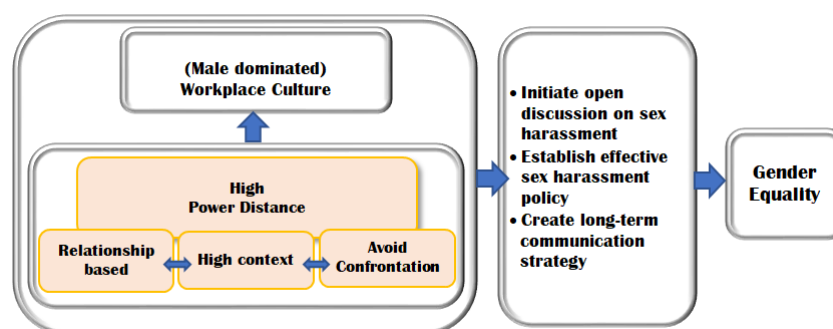 (Male dominated)
Workplace Culture
High
Power Distance
Relationship
based
High context
Avoid
Confrontation
• Initiate open
discussion on sex
harassment
• Establish effective
sex harassment
policy
• Create long-term
communication
strategy
Gender
Equality